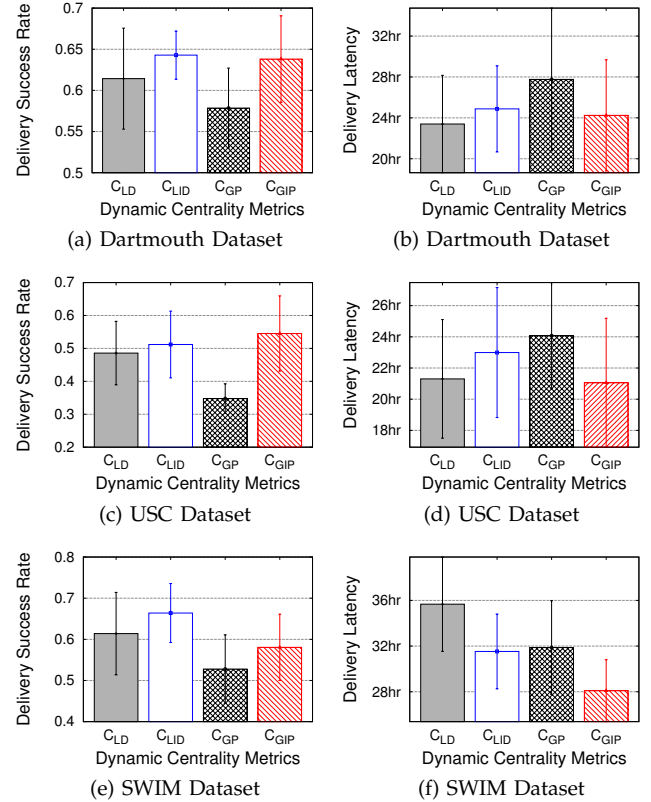 Delivery Success Rate
0.7
0.65
0.6
0.55
0.5
C_LD C_LID C_GP C_GIP
Dynamic Centrality Metrics
(a) Dartmouth Dataset
Delivery Latency
32hr
28hr
24hr
20hr
C_LD C_LID C_GP C_GIP
Dynamic Centrality Metrics
(b) Dartmouth Dataset
Delivery Success Rate
0.7
0.6
0.5
0.4
0.3
0.2
C_LD C_LID C_GP C_GIP
Dynamic Centrality Metrics
(c) USC Dataset
Delivery Latency
26hr
24hr
22hr
20hr
18hr
C_LD C_LID C_GP C_GIP
Dynamic Centrality Metrics
(d) USC Dataset
Delivery Success Rate
0.8
0.7
0.6
0.5
0.4
C_LD C_LID C_GP C_GIP
Dynamic Centrality Metrics
(e) SWIM Dataset
Delivery Latency
36hr
32hr
28hr
C_LD C_LID C_GP C_GIP
Dynamic Centrality Metrics
(f) SWIM Dataset